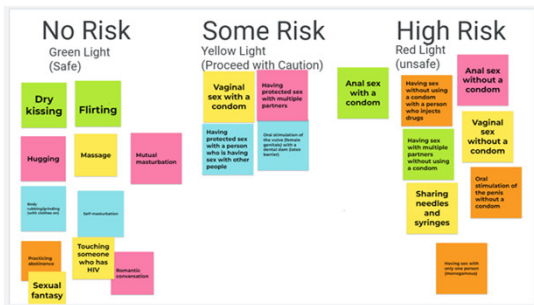 No Risk
Green Light
(Safe)
Dry
kissing
Flirting
Hugging
Massage
Mutual
masturbation
Body
rubbing/grinding
(with clothes on)
Self-masturbation
Practicing
abstinence
Touching
someone
who has
HIV
Sexual
fantasy
Romantic
conversation
Some Risk
Yellow Light
(Proceed with Caution)
Vaginal
sex with a
condom
Having
protected sex
with multiple
partners
Having
protected sex
with a person
who is having
sex with other
people
Oral stimulation of
the vulva (female
genitals) with a
dental dam (latex
barrier)
Anal sex
with a
condom
High Risk
Red Light
(unsafe)
Having sex
without using
a condom
with a person
who injects
drugs
Anal sex
without a
condom
Having sex
with multiple
partners
without using
a condom
Vaginal
sex without
a condom
Sharing
needles
and
syringes
Oral
stimulation of
the penis
without a
condom
Having sex with
only one person
(monogamous)